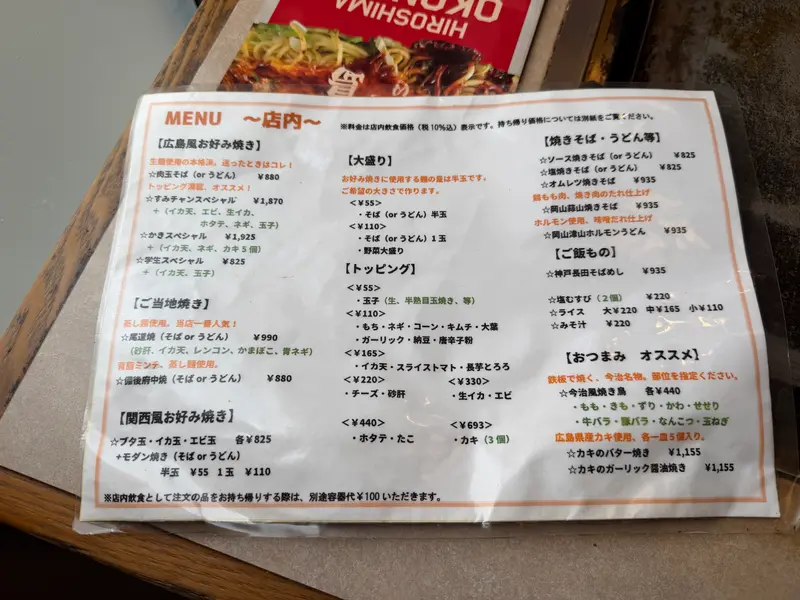 HIROSHIMA
MENU ～店内～
※料金は店内飲食価格（税10%込）表示です。持ち帰り価格については別紙をご覧ください。
【広島風お好み焼き】
生麺使用の本格派。迷ったときはコレ！
☆肉玉そば（or うどん） ￥880
トッピング満載、オススメ！
☆すみチャンスペシャル ￥1,870
＋（イカ天、エビ、生イカ、
ホタテ、ネギ、玉子）
☆かきスペシャル ￥1,925
＋（イカ天、ネギ、カキ5個）
☆学生スペシャル ￥825
＋（イカ天、玉子）
【ご当地焼き】
蒸し麺使用。当店一番人気！
☆尾道焼（そば or うどん） ￥990
（砂肝、イカ天、レンコン、かまぼこ、青ネギ）
ミンチ、蒸し麺使用。
☆備後府中焼（そば or うどん） ￥880
【関西風お好み焼き】
☆ブタ玉・イカ玉・エビ玉 各￥825
+モダン焼き（そば or うどん）
半玉 ￥55 1玉 ￥110
【大盛り】
お好み焼きに使用する麺の量は半玉です。
ご希望の大きさで作ります。
＜￥55＞
・そば（or うどん）半玉
＜￥110＞
・そば（or うどん）1玉
・野菜大盛り
【トッピング】
＜￥55＞
・玉子（生、半熟目玉焼き、等）
＜￥110＞
・もち・ネギ・コーン・キムチ・大葉
・ガーリック・納豆・唐辛子粉
＜￥165＞
・イカ天・スライストマト・長芋とろろ
＜￥220＞ ＜￥330＞
・チーズ・砂肝 ・生イカ・エビ
＜￥440＞ ＜￥693＞
・ホタテ・たこ ・カキ（3個）
【焼きそば・うどん等】
☆ソース焼きそば（or うどん） ￥825
☆塩焼きそば（or うどん） ￥825
☆オムレツ焼きそば ￥935
鶏もも肉、焼き肉のたれ仕上げ
☆岡山蒜山焼きそば ￥935
ホルモン使用、味噌だれ仕上げ
☆岡山津山ホルモンうどん ￥935
【ご飯もの】
☆神戸長田そばめし ￥935
☆塩むすび（2個） ￥220
☆ライス 大￥220 中￥165 小￥110
☆みそ汁 ￥220
【おつまみ オススメ】
鉄板で焼く、今治名物。部位を指定ください。
☆今治風焼き鳥 各￥440
・もも・きも・ずり・かわ・せせり
・牛バラ・豚バラ・なんこつ・玉ねぎ
広島県産カキ使用、各一皿5個入り。
☆カキのバター焼き ￥1,155
☆カキのガーリック醤油焼き ￥1,155
※店内飲食として注文の品をお持ち帰りする際は、別途容器代￥100いただきます。